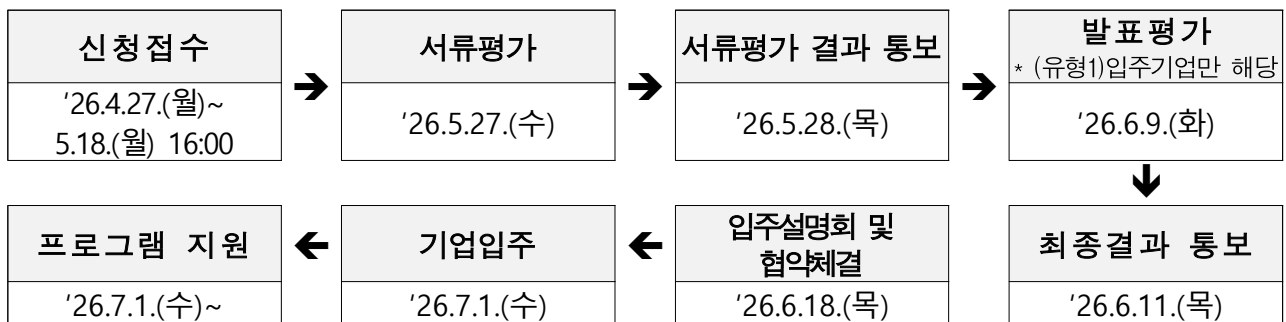 신청접수
'26.4.27.(월)~
5.18.(월) 16:00
서류평가
'26.5.27.(수)
서류평가 결과 통보
'26.5.28.(목)
발표평가
* (유형1)입주기업만 해당
'26.6.9.(화)
최종결과 통보
'26.6.11.(목)
입주설명회 및
협약체결
'26.6.18.(목)
기업입주
'26.7.1.(수)
프로그램 지원
'26.7.1.(수)~